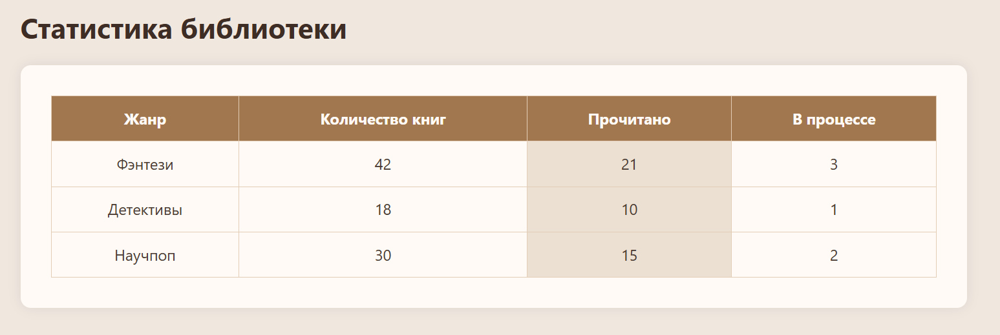 Статистика библиотеки
Жанр Количество книг Прочитано В процессе
Фэнтези 42 21 3
Детективы 18 10 1
Научпоп 30 15 2